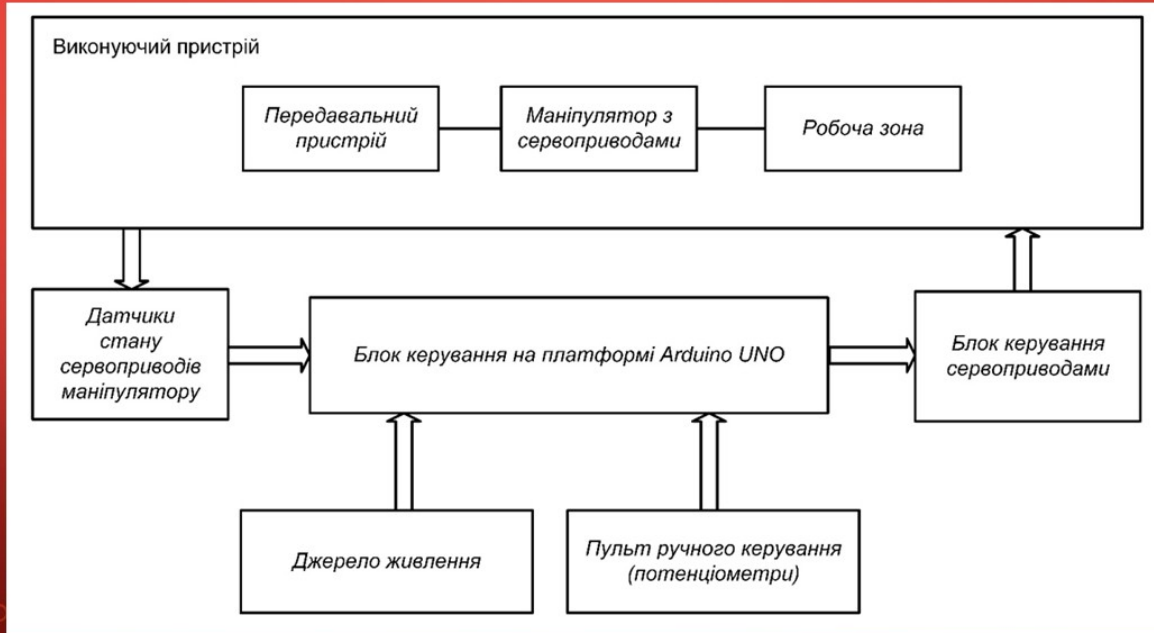 Виконуючий пристрій
Передавальний
пристрій
Маніпулятор з
сервоприводами
Робоча зона
Датчики
стану
сервоприводів
маніпулятору
Блок керування на платформі Arduino UNO
Блок керування
сервоприводами
Джерело живлення
Пульт ручного керування
(потенціометри)